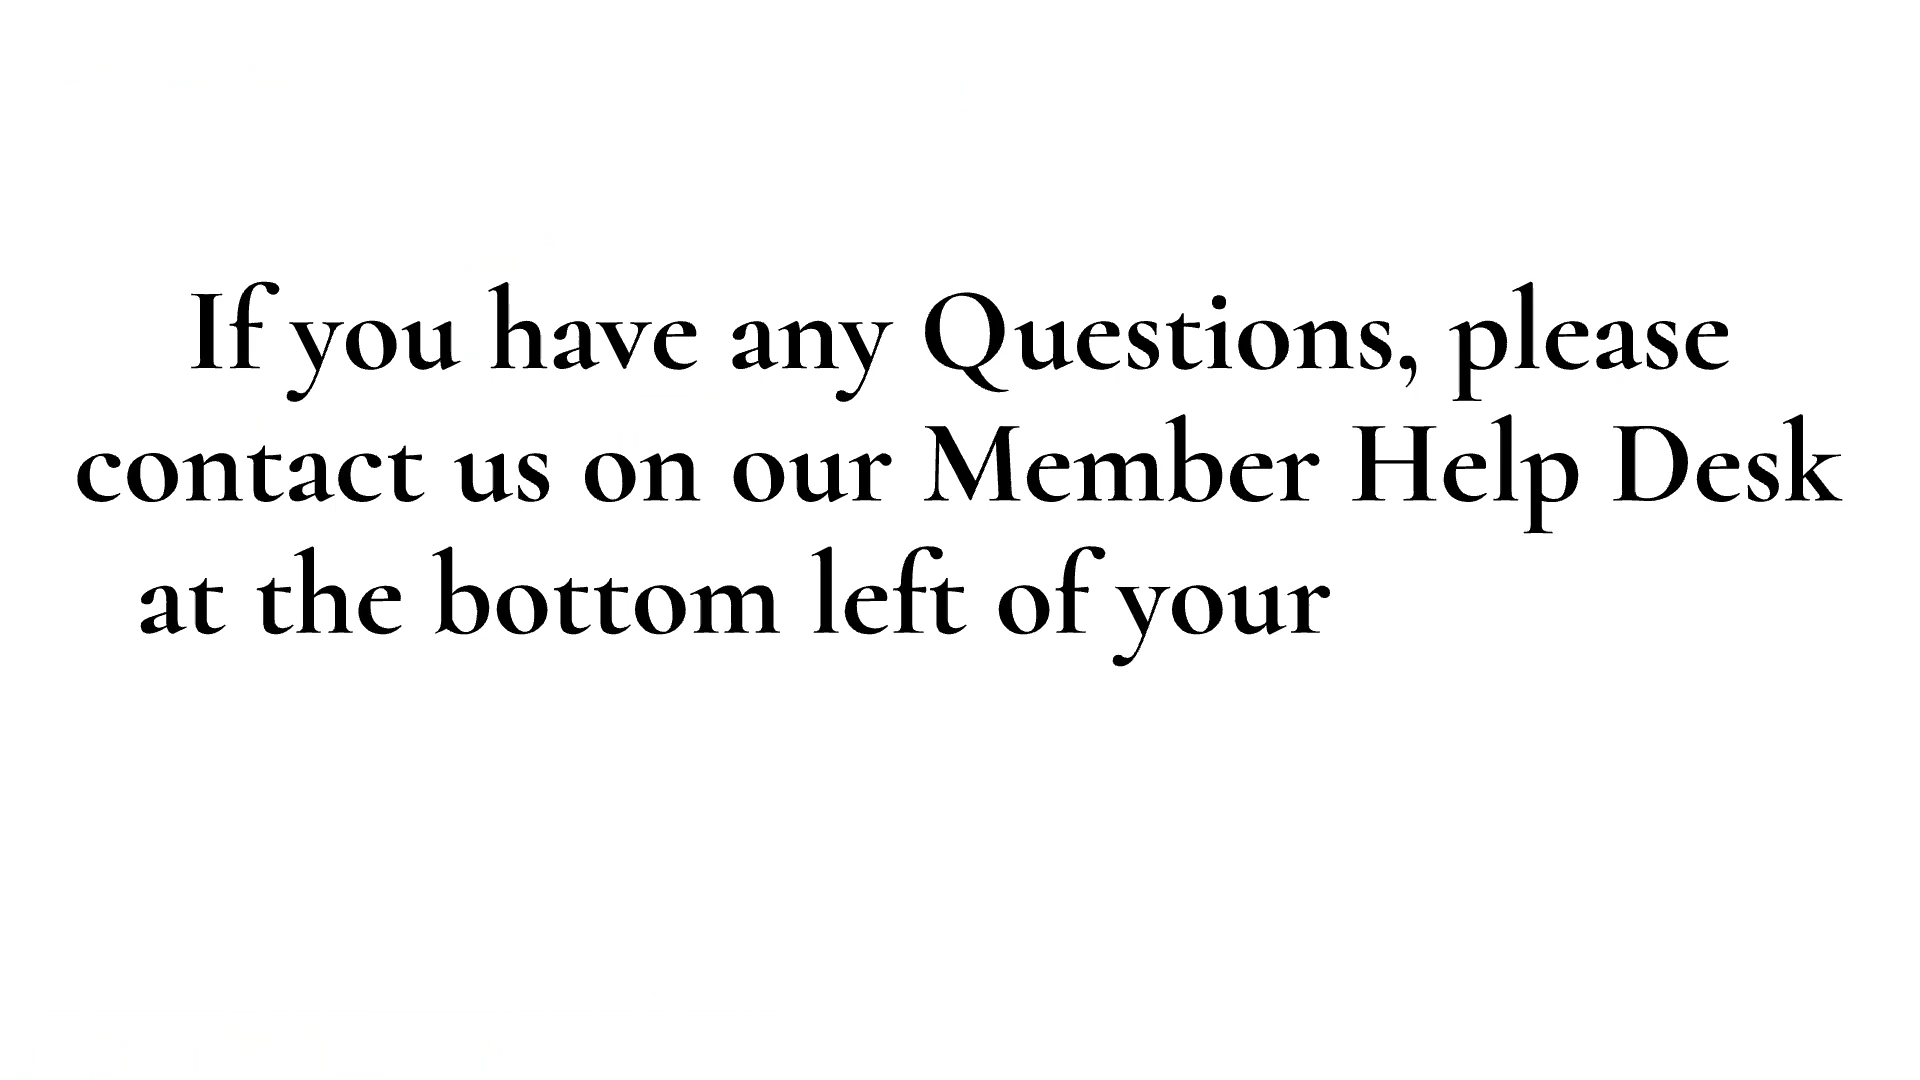 If you have any Questions, please
contact us on our Member Help Desk
at the bottom left of your